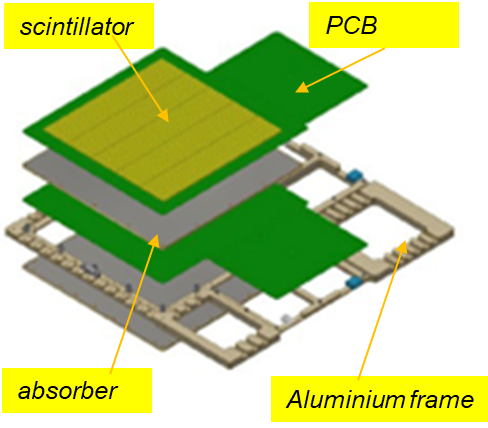 scintillator
PCB
absorber
Aluminium frame